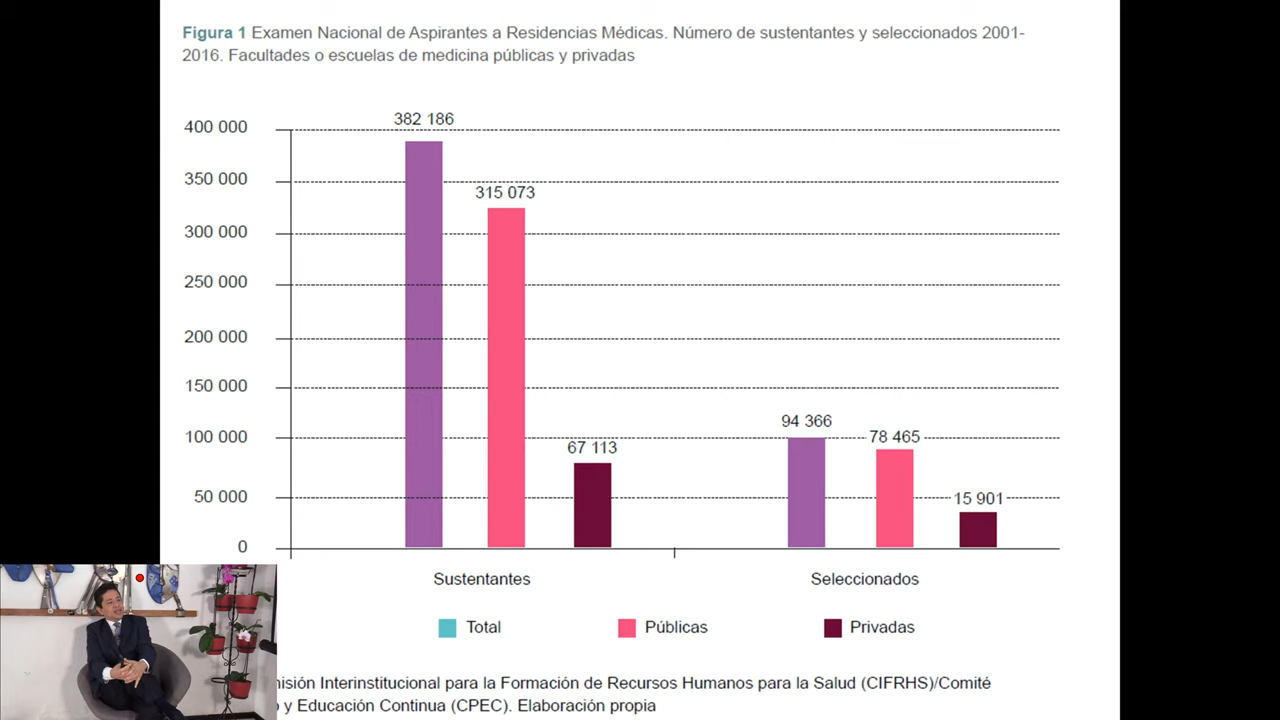 Figura 1 Examen Nacional de Aspirantes a Residencias Médicas. Número de sustentantes y seleccionados 2001-
2016. Facultades o escuelas de medicina públicas y privadas
400 000
350 000
300 000
250 000
200 000
150 000
100 000
50 000
0
382 186
315 073
67 113
94 366
78 465
15 901
Sustentantes
Seleccionados
Total
Públicas
Privadas
Interinstitucional para la Formación de Recursos Humanos para la Salud (CIFRHS)/Comité
y Educación Continua (CPEC). Elaboración propia